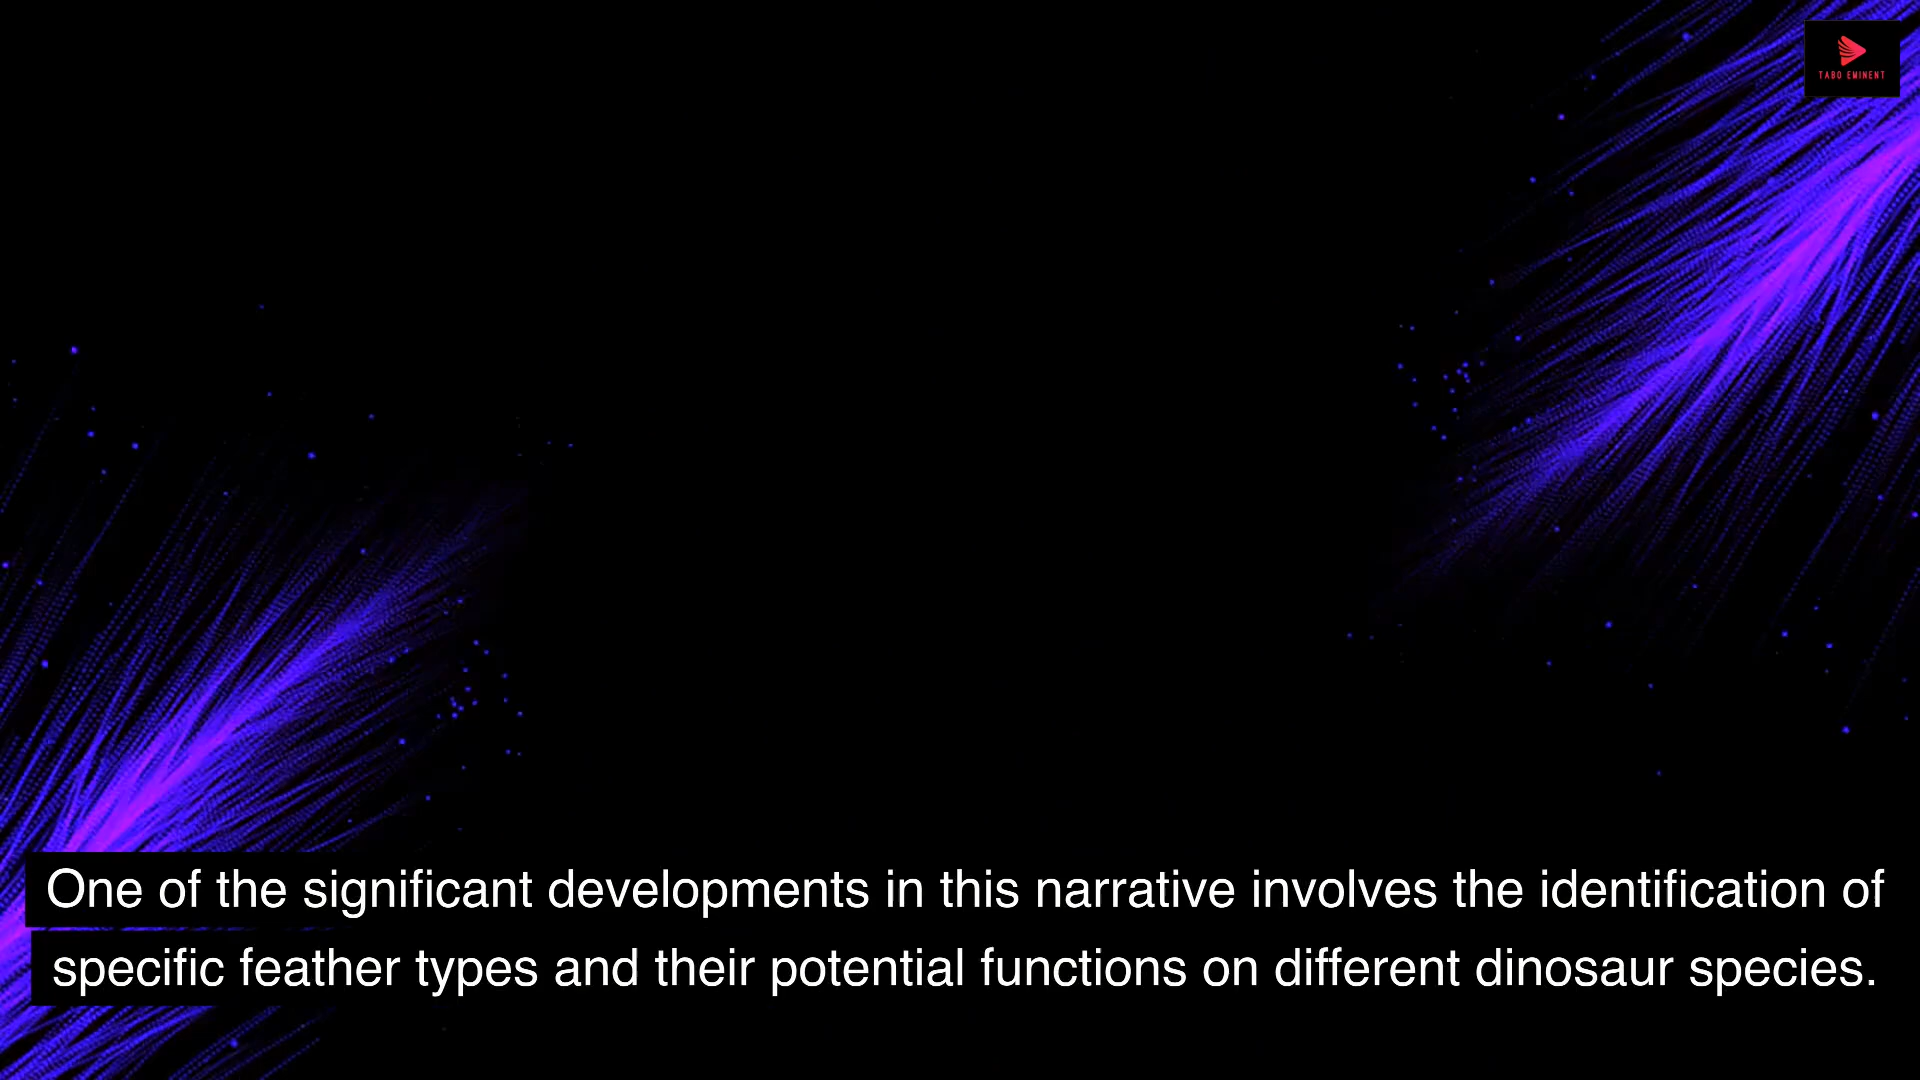 TABO EMINENT
One of the significant developments in this narrative involves the identification of
specific feather types and their potential functions on different dinosaur species.